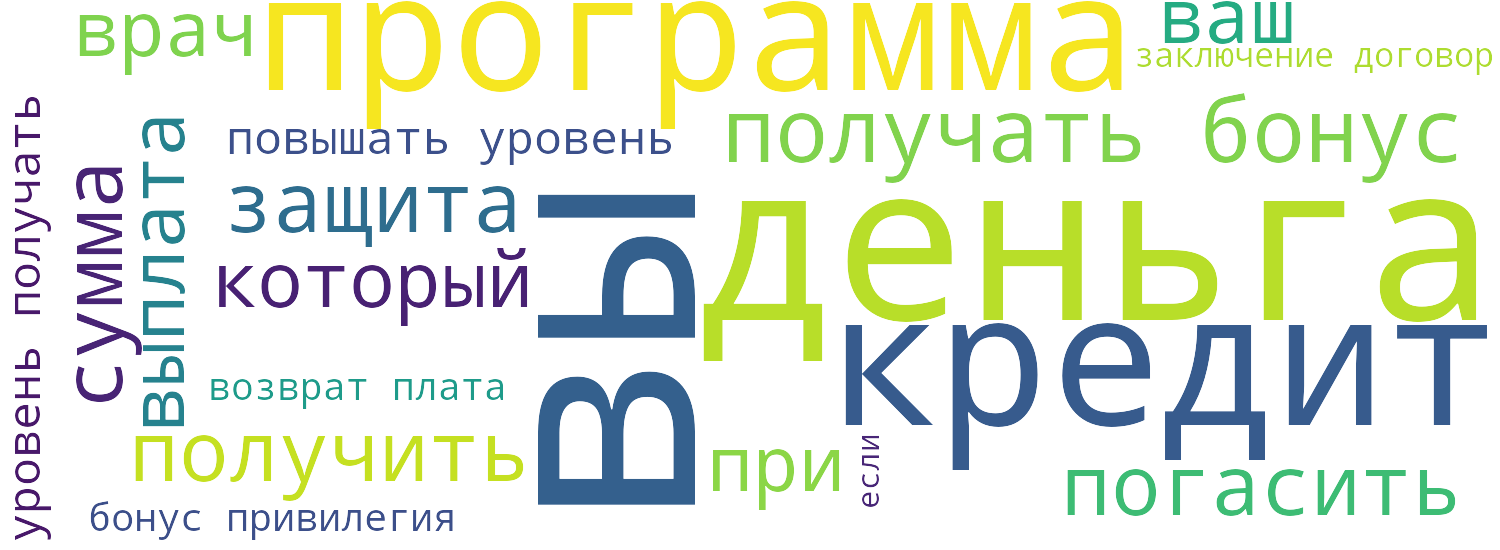 врач
программа
ваш
заключение договор
повышать уровень
получать бонус
уровень получать
сумма
выплата
защита
вы
деньга
который
кредит
возврат плата
получить
при
если
погасить
бонус привилегия